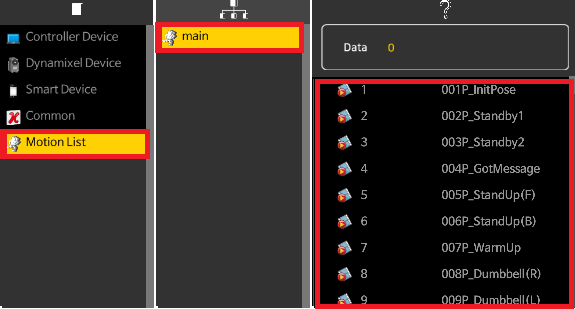 Controller Device
Dynamixel Device
Smart Device
Common
Motion List
main
?
Data 0
1 001P_InitPose
2 002P_Standby1
3 003P_Standby2
4 004P_GotMessage
5 005P_StandUp(F)
6 006P_StandUp(B)
7 007P_WarmUp
8 008P_Dumbbell(R)
9 009P_Dumbbell(L)